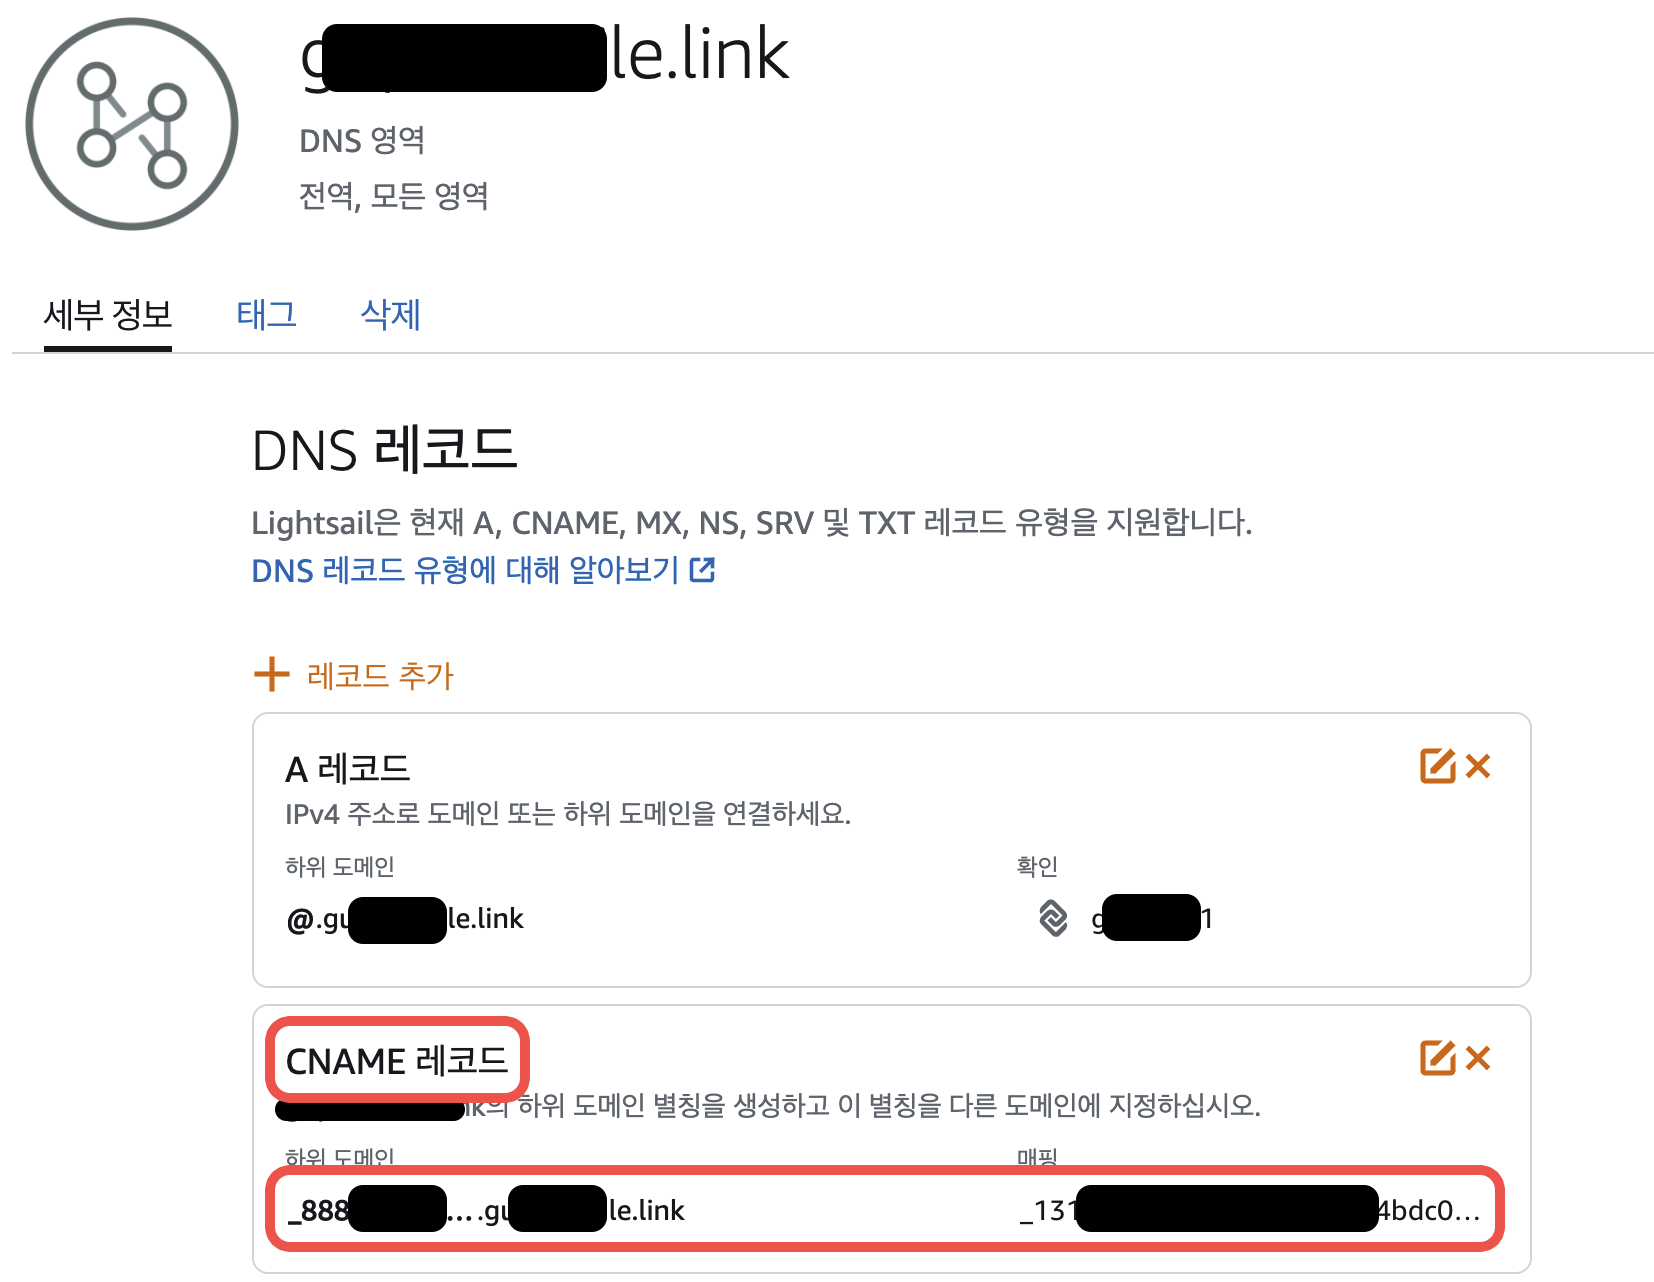 g le.link
DNS 영역
전역, 모든 영역
세부 정보 태그 삭제
DNS 레코드
Lightsail은 현재 A, CNAME, MX, NS, SRV 및 TXT 레코드 유형을 지원합니다.
DNS 레코드 유형에 대해 알아보기
레코드 추가
A 레코드
IPv4 주소로 도메인 또는 하위 도메인을 연결하세요.
하위 도메인 확인
@.gu le.link g 1
CNAME 레코드
nk의 하위 도메인 별칭을 생성하고 이 별칭을 다른 도메인에 지정하십시오.
하위 도메인 매핑
_888 ....gu le.link _131 4bdc0...